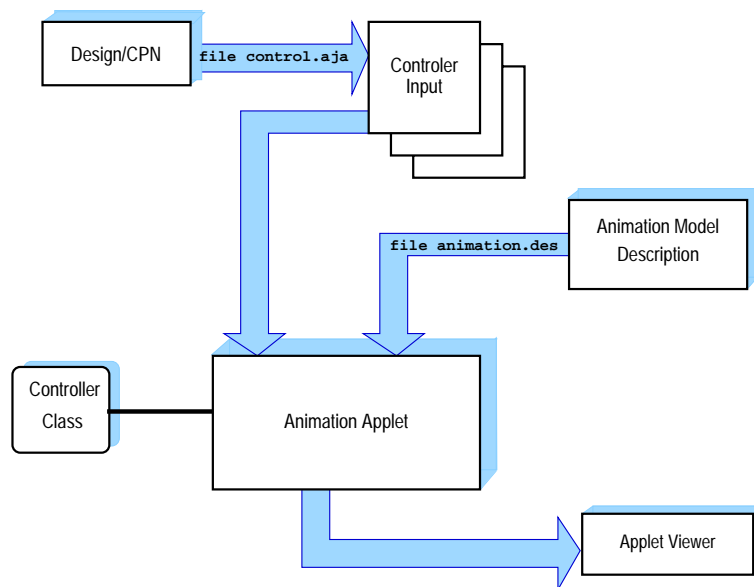 Design/CPN
file control.aja
Controler
Input
Animation Model
Description
file animation.des
Controller
Class
Animation Applet
Applet Viewer